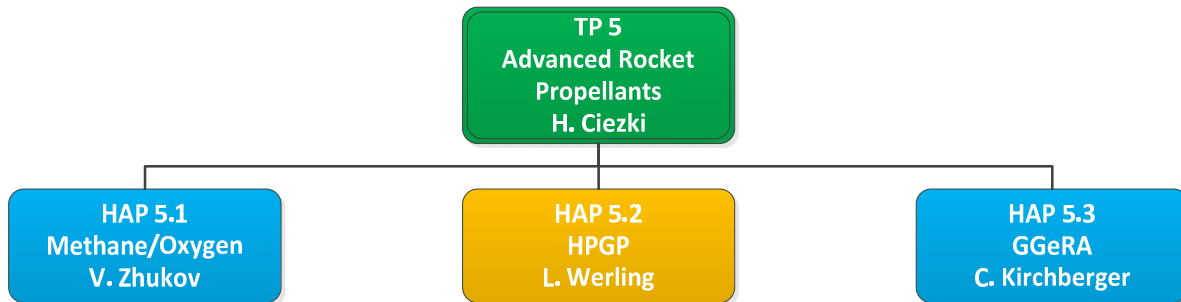 TP 5
Advanced Rocket
Propellants
H. Ciezki
HAP 5.1
Methane/Oxygen
V. Zhukov
HAP 5.2
HPGP
L. Werling
HAP 5.3
GGeRA
C. Kirchberger